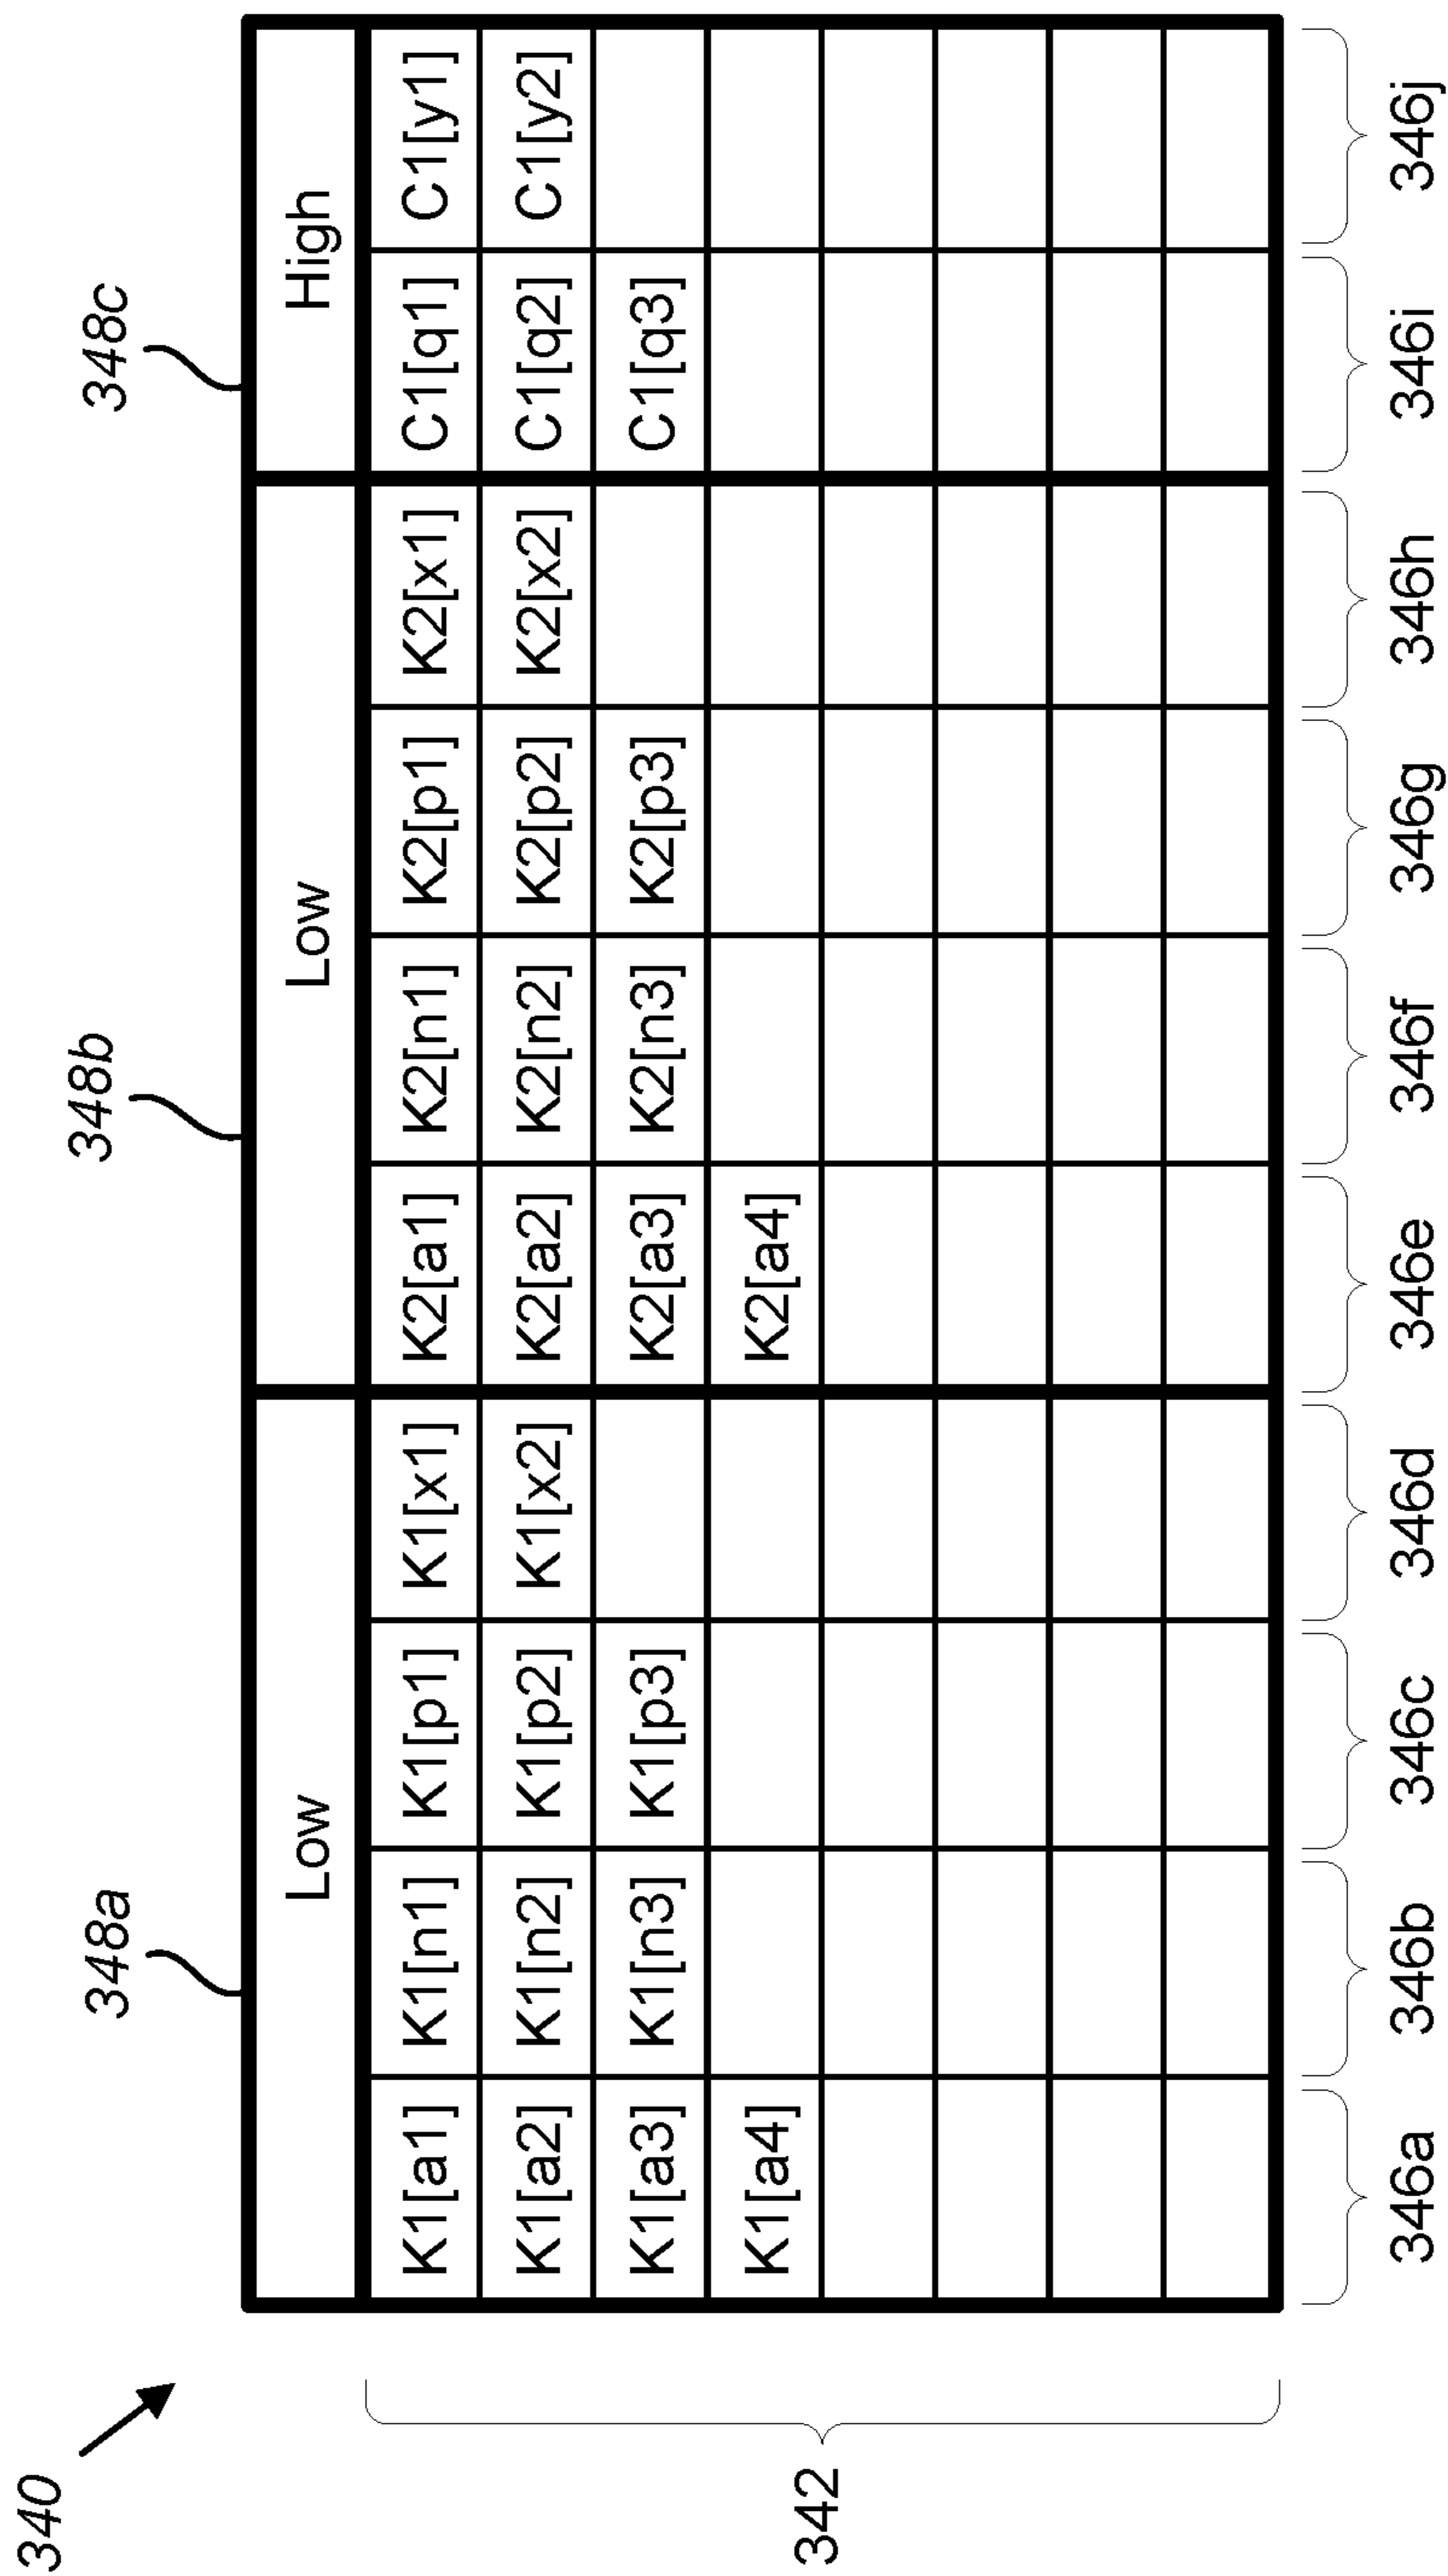 340
348a 348b 348c
Low Low High
K1[a1] K1[n1] K1[p1] K1[x1] K2[a1] K2[n1] K2[p1] K2[x1] C1[q1] C1[y1]
K1[a2] K1[n2] K1[p2] K1[x2] K2[a2] K2[n2] K2[p2] K2[x2] C1[q2] C1[y2]
K1[a3] K1[n3] K1[p3] K2[a3] K2[n3] K2[p3] C1[q3]
K1[a4] K2[a4]
342
346a 346b 346c 346d 346e 346f 346g 346h 346i 346j